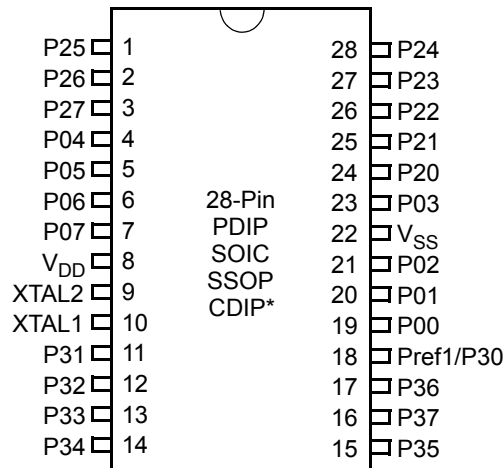 P25 1 28 P24
P26 2 27 P23
P27 3 26 P22
P04 4 25 P21
P05 5 24 P20
P06 6 28-Pin 23 P03
P07 7 PDIP 22 VSS
VDD 8 SOIC 21 P02
XTAL2 9 SSOP 20 P01
XTAL1 10 CDIP* 19 P00
P31 11 18 Pref1/P30
P32 12 17 P36
P33 13 16 P37
P34 14 15 P35